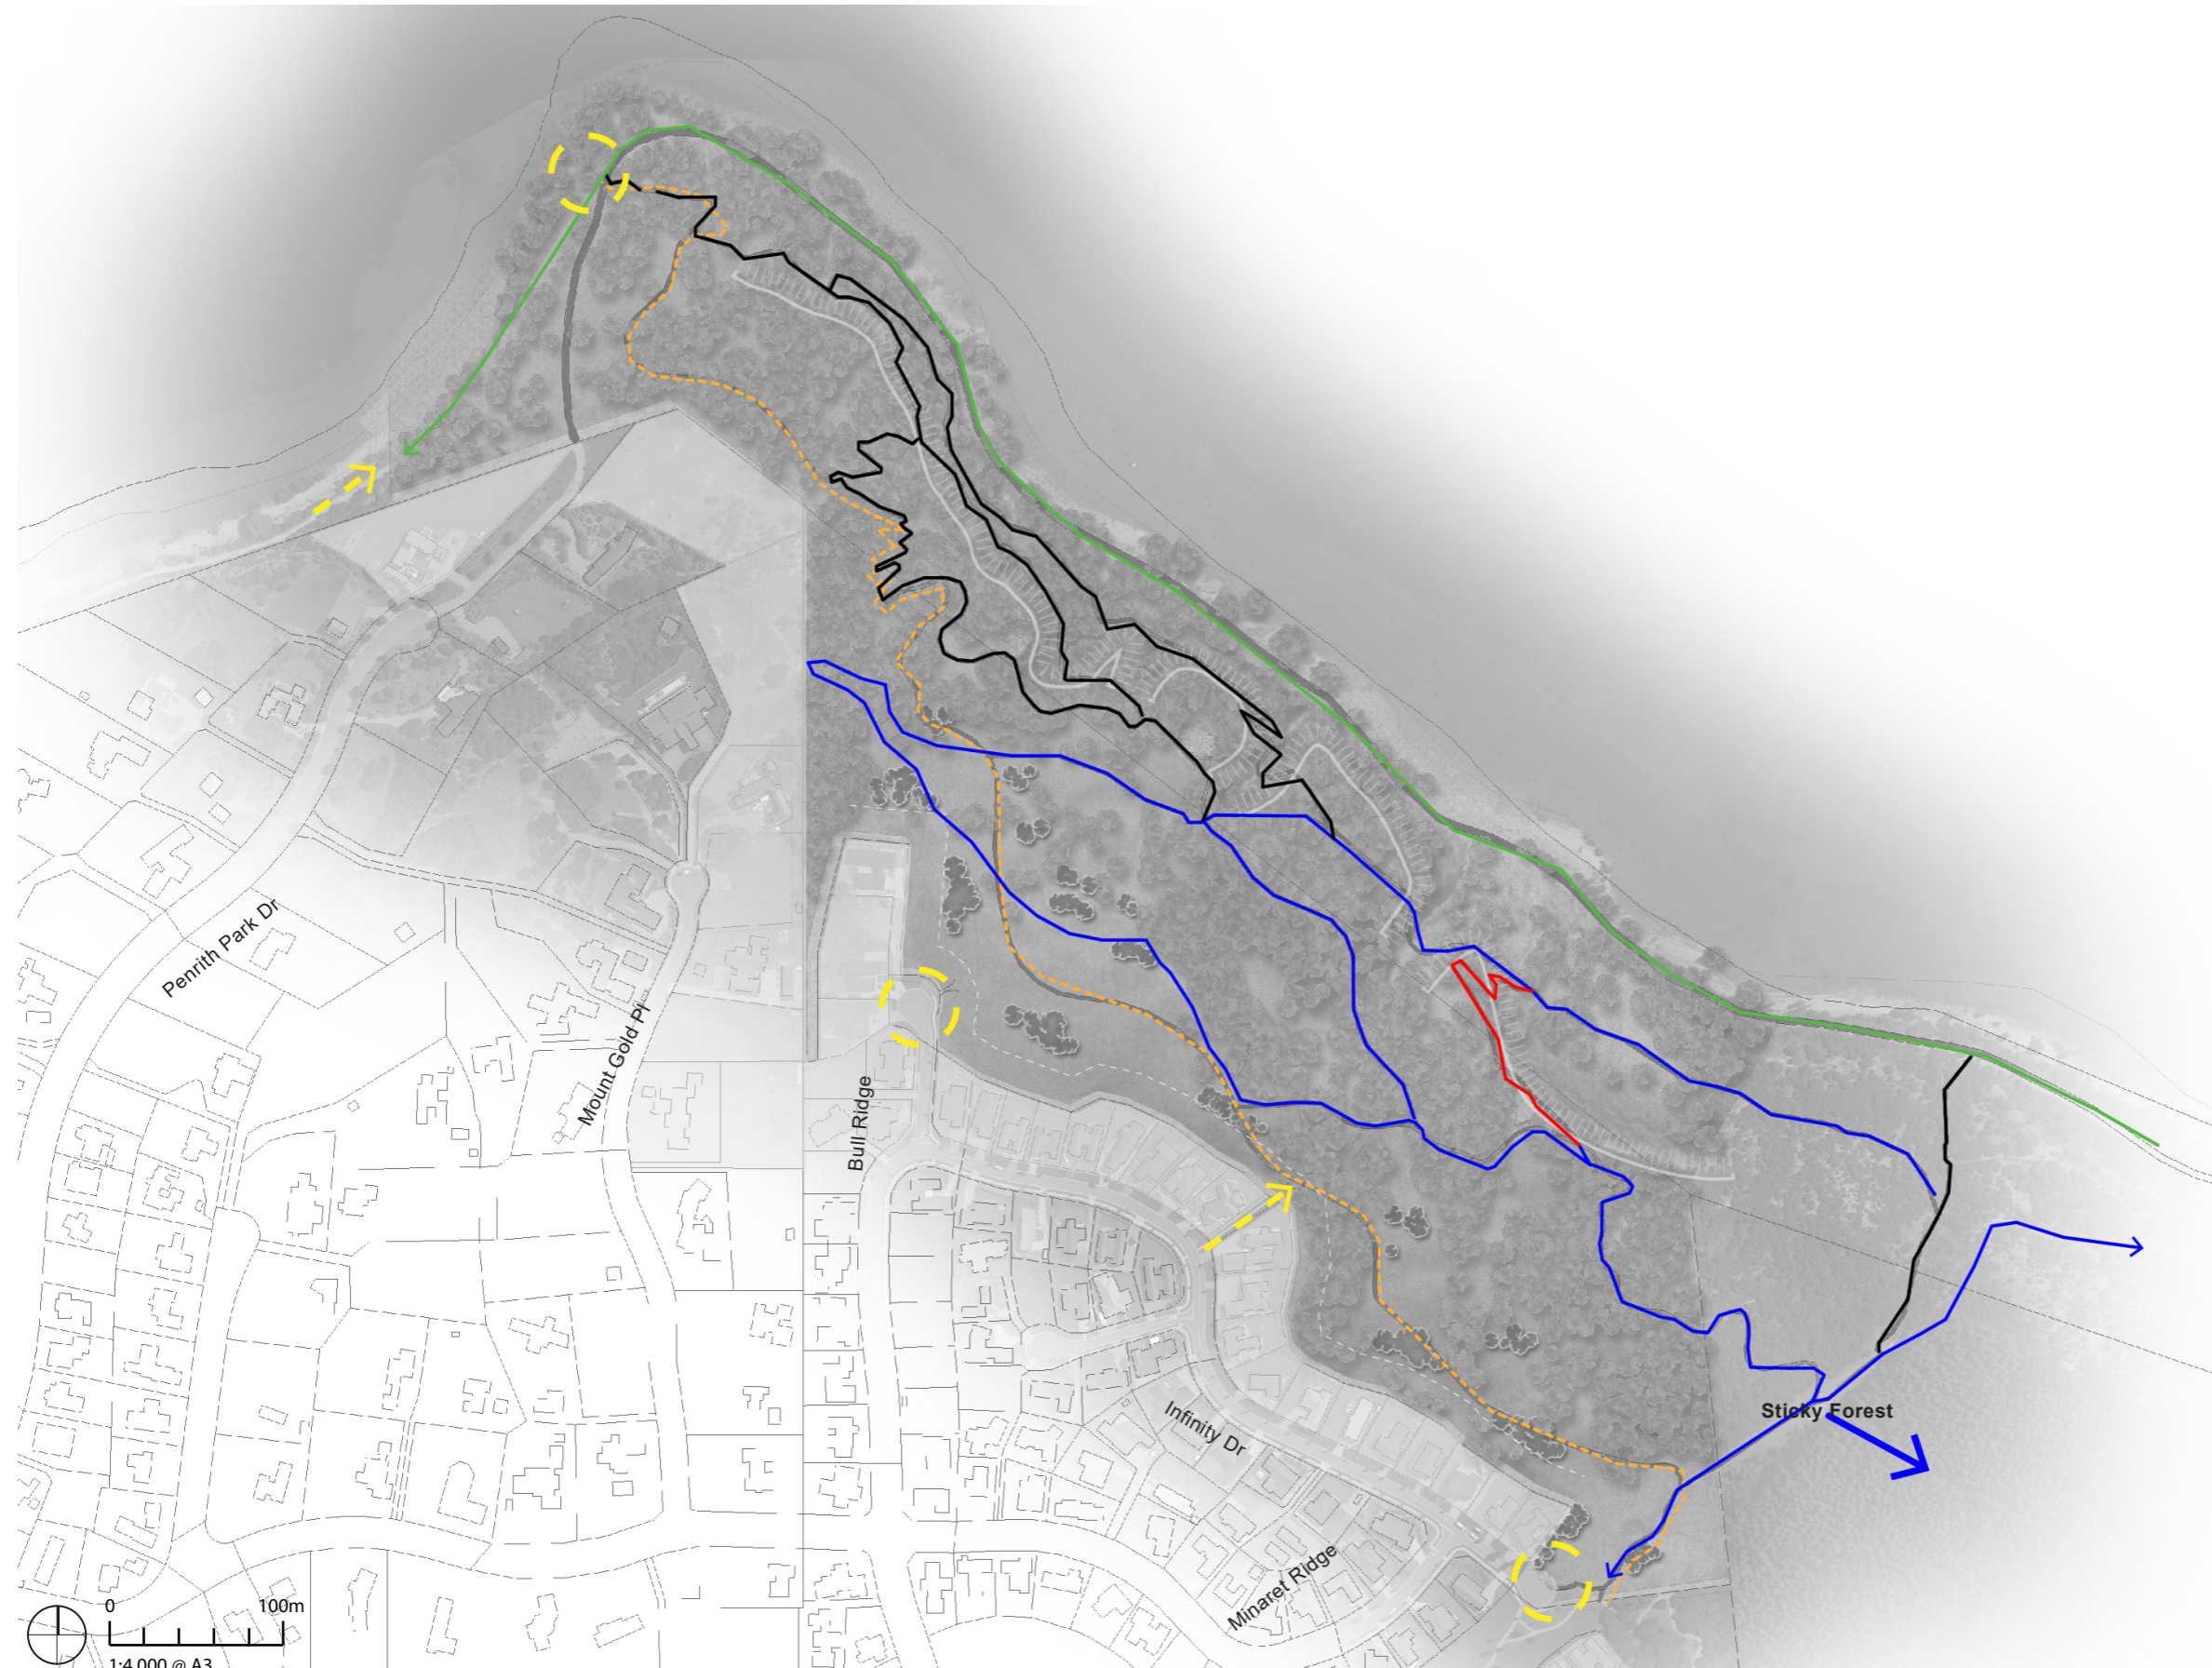 Penrith Park Dr
Mount Gold Pl
Bull Ridge
Sticky Forest
Infinity Dr
Minaret Ridge
0 100m
1:4,000 @ A3